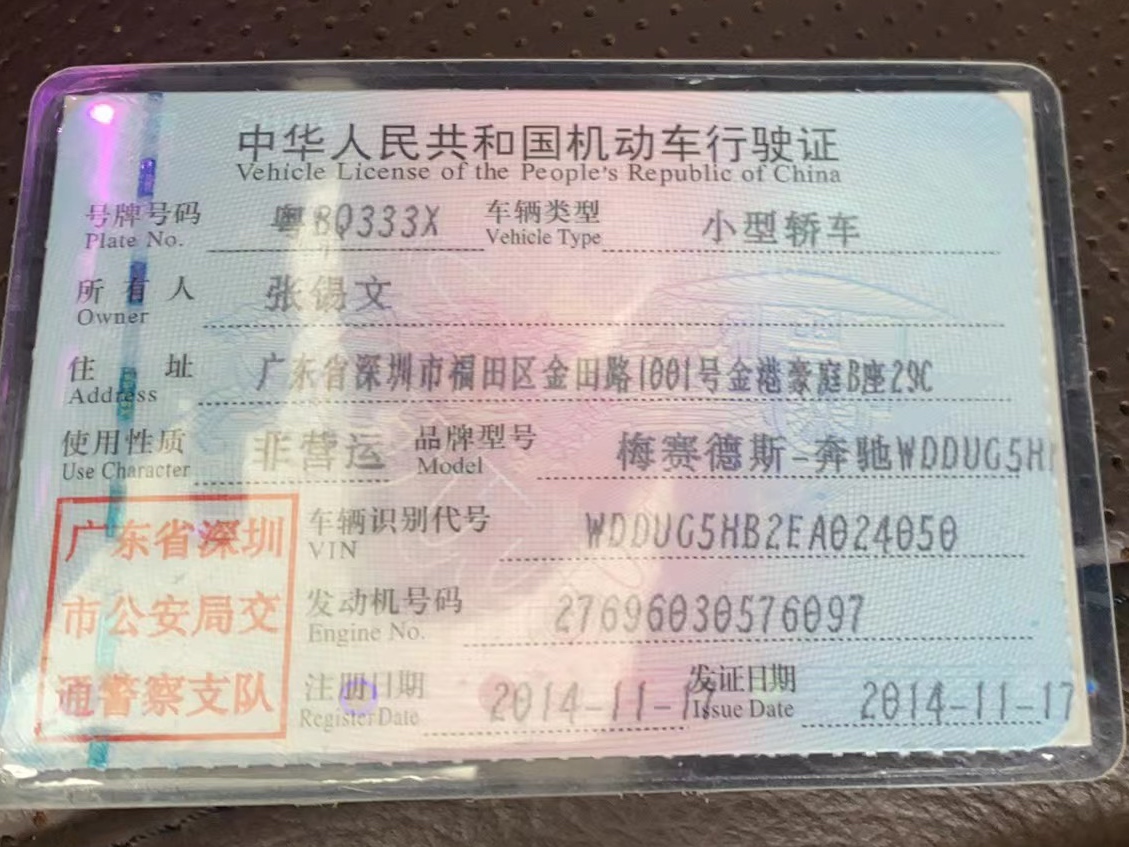 中华人民共和国机动车行驶证
Vehicle License of the People's Republic of China
号牌号码 粤BQ333X 车辆类型 小型轿车
Plate No. Vehicle Type
所有人 张锡文
Owner
住址 广东省深圳市福田区金田路1001号金港豪庭B座29C
Address
使用性质 非营运 品牌型号 梅赛德斯-奔驰WDDUG5H
Use Character Model
广东省深圳
市公安局交
通警察支队
车辆识别代号 WDDUG5HB2EA024050
VIN
发动机号码 27696030576097
Engine No.
注册日期 2014-11-17 发证日期 2014-11-17
Register Date Issue Date